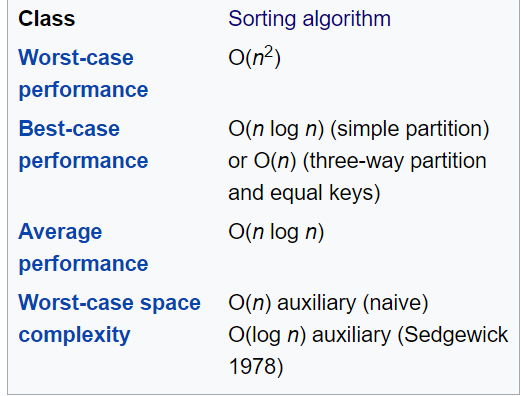 Class Sorting algorithm
Worst-case O(n²)
performance
Best-case O(n log n) (simple partition)
performance or O(n) (three-way partition
and equal keys)
Average O(n log n)
performance
Worst-case space O(n) auxiliary (naive)
complexity O(log n) auxiliary (Sedgewick
1978)